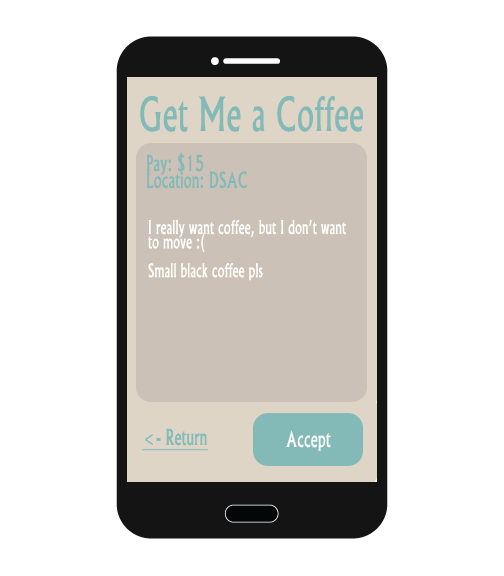 Get Me a Coffee
Pay: $15
Location: DSAC
I really want coffee, but I don't want
to move :(
Small black coffee pls
<- Return
Accept